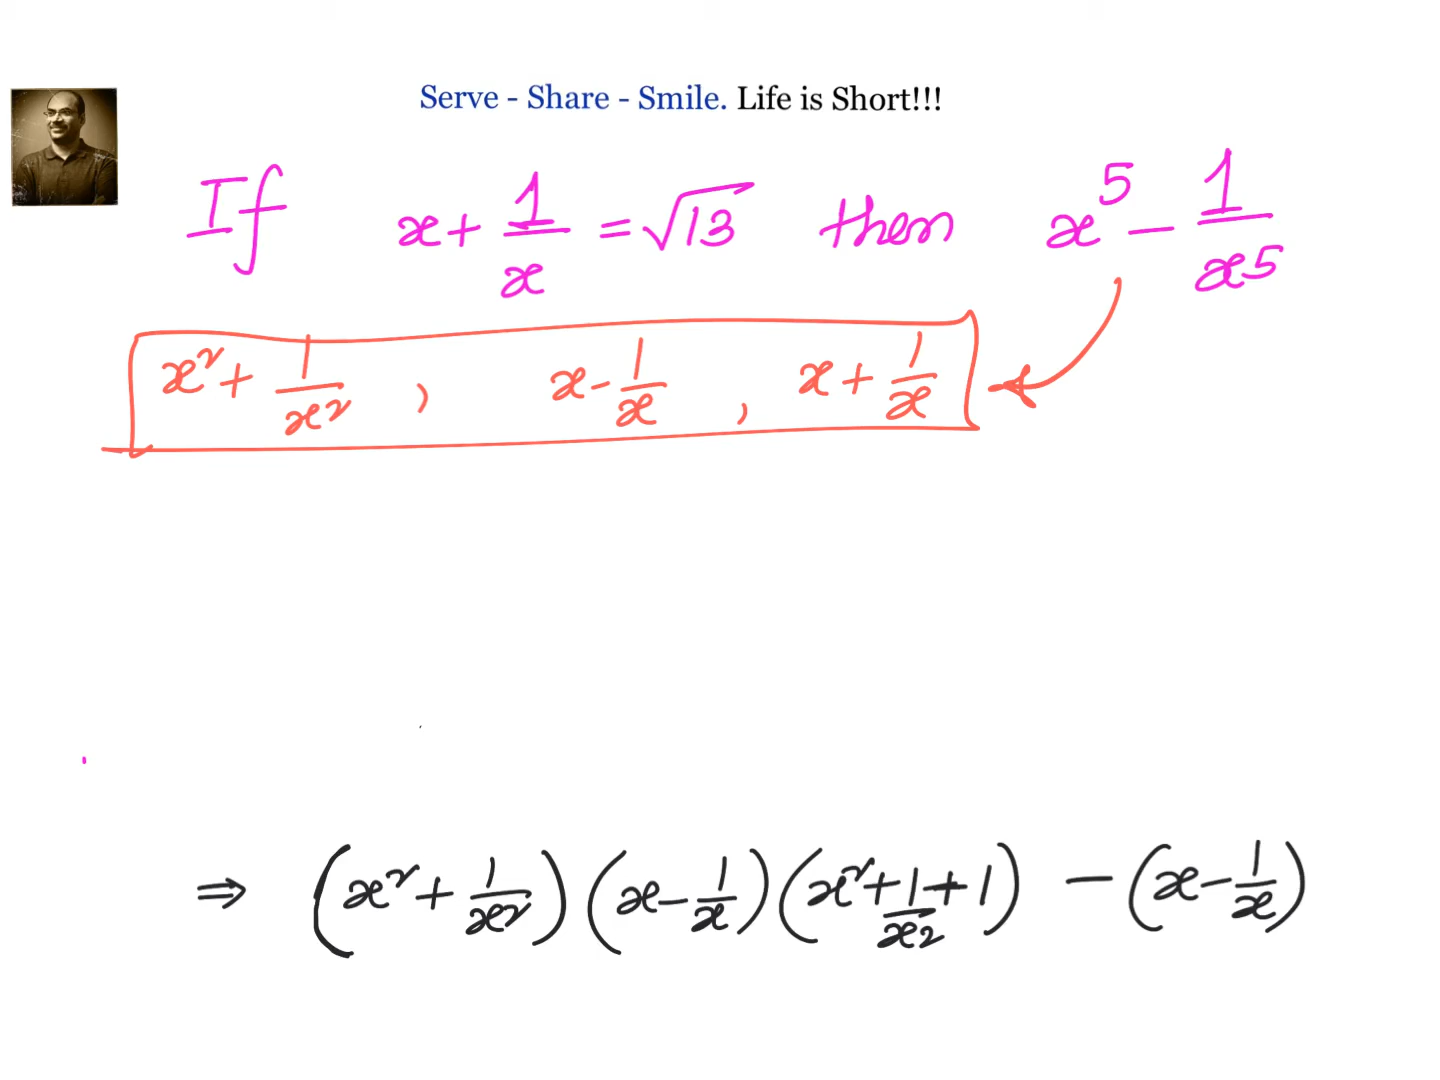 Serve - Share - Smile. Life is Short!!!
If x + 1/x = √13 then x⁵ - 1/x⁵
x² + 1/x² , x - 1/x , x + 1/x
⇒ (x² + 1/x²)(x - 1/x)(x² + 1/x² + 1) - (x - 1/x)